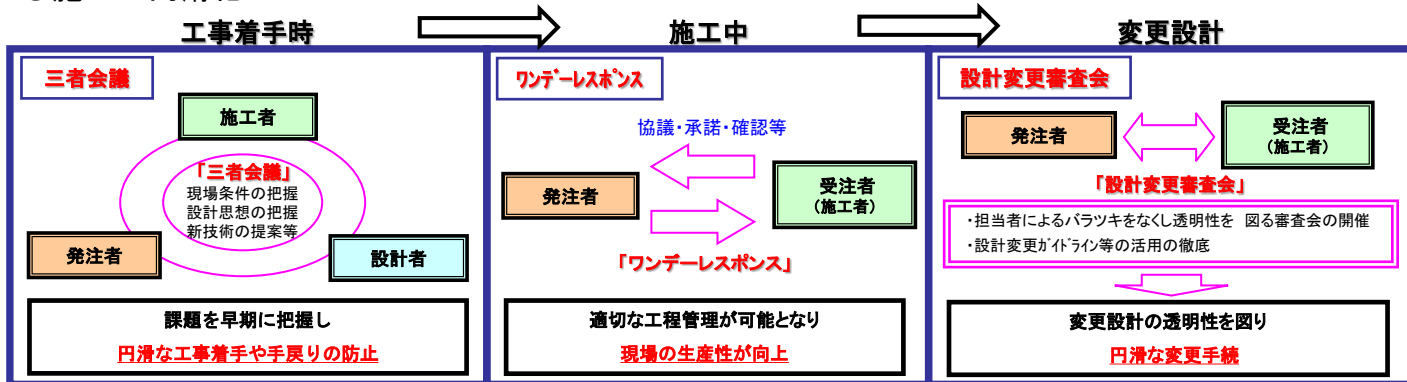 工事着手時
施工中
変更設計
三者会議
施工者
「三者会議」
現場条件の把握
設計思想の把握
新技術の提案等
発注者
設計者
課題を早期に把握し
円滑な工事着手や手戻りの防止
ﾜﾝﾃﾞｰﾚｽﾎﾟﾝｽ
協議・承諾・確認等
発注者
受注者
(施工者)
「ワンデーレスポンス」
適切な工程管理が可能となり
現場の生産性が向上
設計変更審査会
発注者
受注者
(施工者)
「設計変更審査会」
・担当者によるバラツキをなくし透明性を 図る審査会の開催
・設計変更ｶﾞｲﾄﾞﾗｲﾝ等の活用の徹底
変更設計の透明性を図り
円滑な変更手続